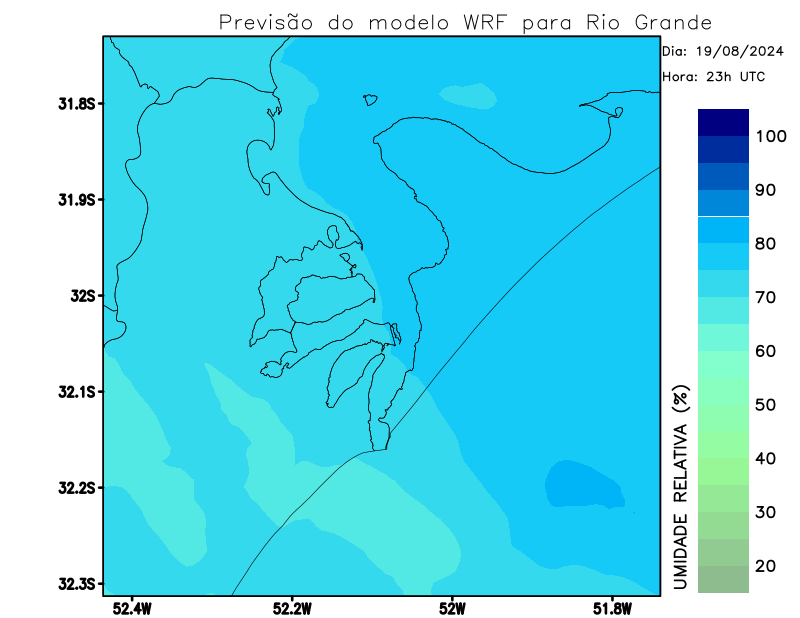 Previsão do modelo WRF para Rio Grande
Dia: 19/08/2024
Hora: 23h UTC
31.8S
31.9S
32S
32.1S
32.2S
32.3S
52.4W
52.2W
52W
51.8W
100
90
80
70
60
50
40
30
20
UMIDADE RELATIVA (%)